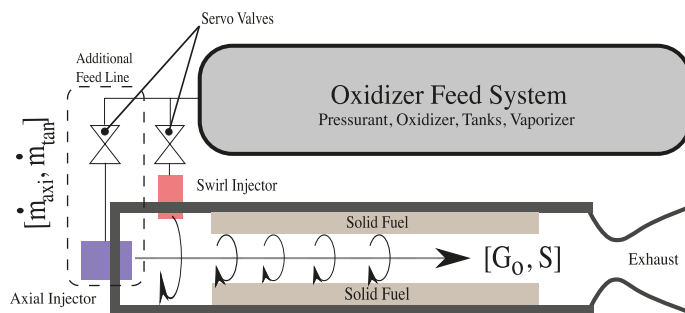 Servo Valves
Additional
Feed Line
Oxidizer Feed System
Pressurant, Oxidizer, Tanks, Vaporizer
[ṁaxi, ṁtan]
Swirl Injector
Solid Fuel
[Go, S]
Exhaust
Solid Fuel
Axial Injector